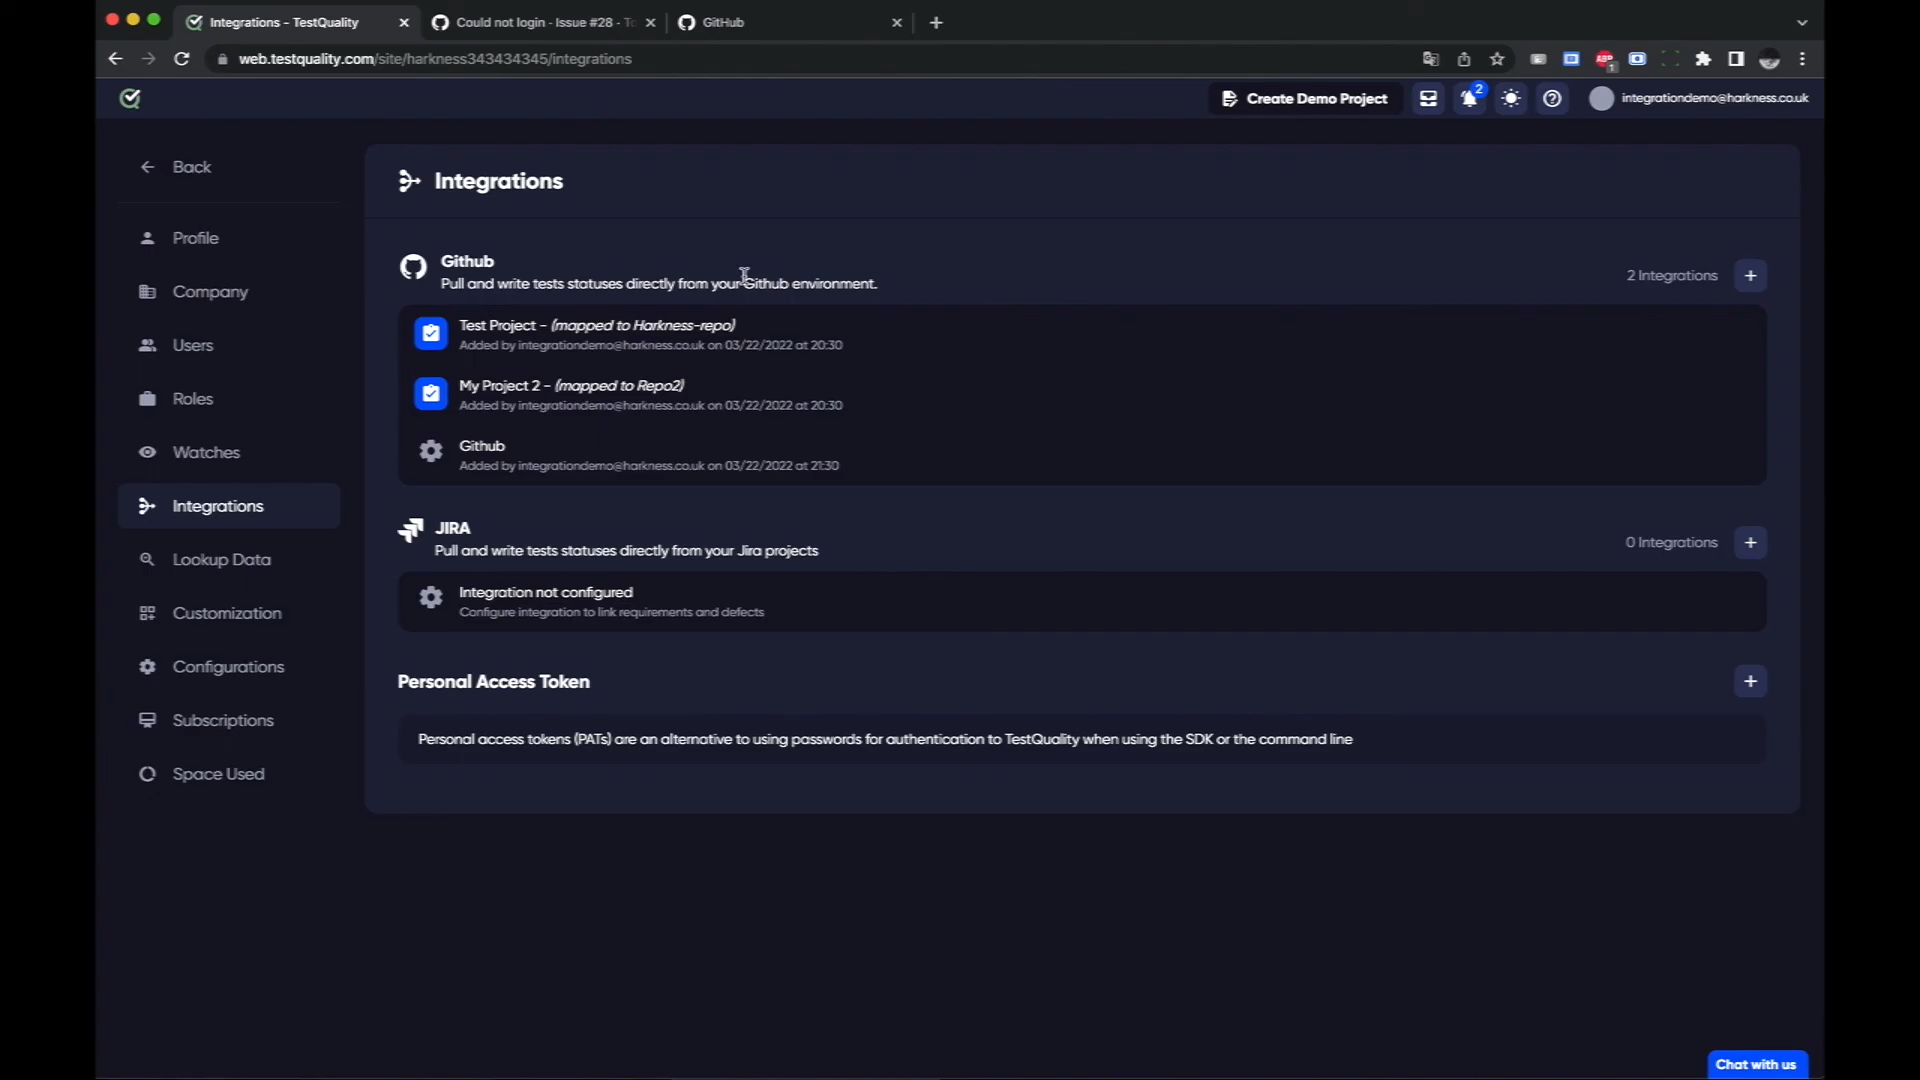 Integrations - TestQuality
Could not login · Issue #28 - To
GitHub
web.testquality.com/site/harkness343434345/integrations
ABP
1
Create Demo Project
2
integrationdemo@harkness.co.uk
Back
Profile
Company
Users
Roles
Watches
Integrations
Lookup Data
Customization
Configurations
Subscriptions
Space Used
Integrations
Github
Pull and write tests statuses directly from your Github environment.
2 Integrations
Test Project - (mapped to Harkness-repo)
Added by integrationdemo@harkness.co.uk on 03/22/2022 at 20:30
My Project 2 - (mapped to Repo2)
Added by integrationdemo@harkness.co.uk on 03/22/2022 at 20:30
Github
Added by integrationdemo@harkness.co.uk on 03/22/2022 at 21:30
JIRA
Pull and write tests statuses directly from your Jira projects
0 Integrations
Integration not configured
Configure integration to link requirements and defects
Personal Access Token
Personal access tokens (PATs) are an alternative to using passwords for authentication to TestQuality when using the SDK or the command line
Chat with us